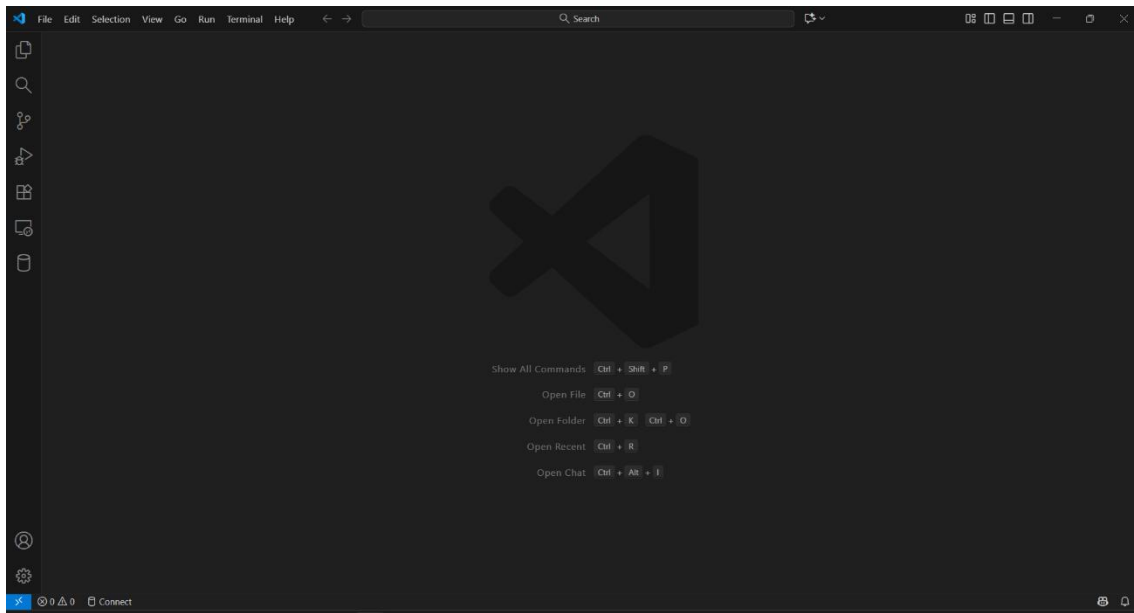 File Edit Selection View Go Run Terminal Help
Search
Show All Commands Ctrl + Shift + P
Open File Ctrl + O
Open Folder Ctrl + K Ctrl + O
Open Recent Ctrl + R
Open Chat Ctrl + Alt + I
0 0 Connect